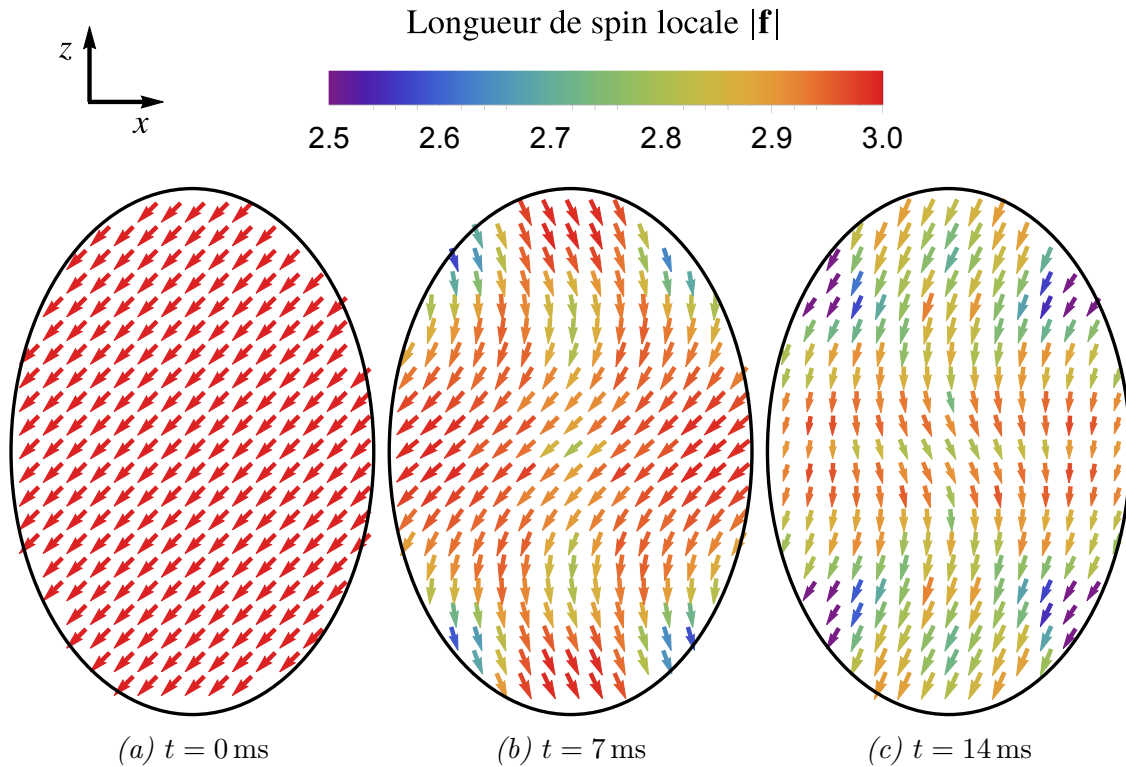 Longueur de spin locale |f|
z
x
2.5 2.6 2.7 2.8 2.9 3.0
(a) t = 0 ms (b) t = 7 ms (c) t = 14 ms